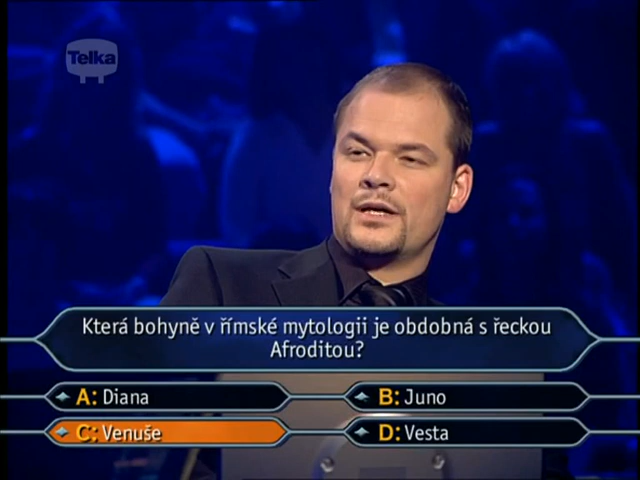 Telka
Která bohyně v římské mytologii je obdobná s řeckou
Afroditou?
A: Diana
B: Juno
C: Venuše
D: Vesta